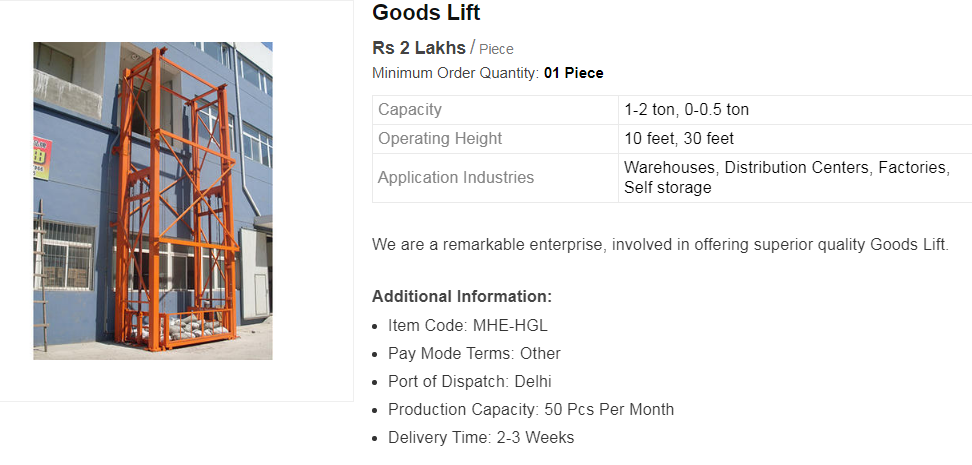 Goods Lift
Rs 2 Lakhs / Piece
Minimum Order Quantity: 01 Piece
Capacity 1-2 ton, 0-0.5 ton
Operating Height 10 feet, 30 feet
Application Industries Warehouses, Distribution Centers, Factories,
Self storage
We are a remarkable enterprise, involved in offering superior quality Goods Lift.
Additional Information:
• Item Code: MHE-HGL
• Pay Mode Terms: Other
• Port of Dispatch: Delhi
• Production Capacity: 50 Pcs Per Month
• Delivery Time: 2-3 Weeks